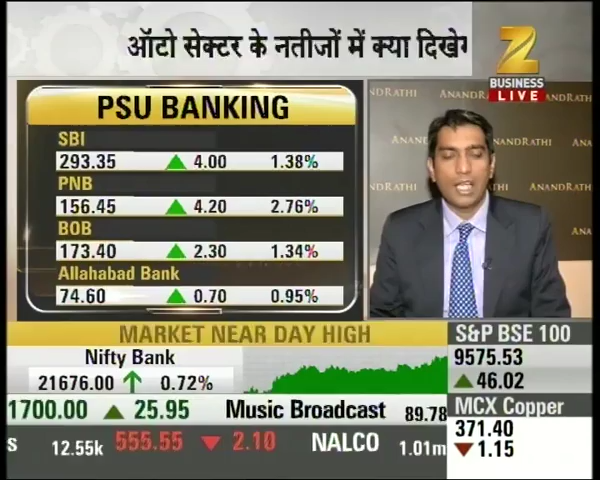 ऑटो सेक्टर के नतीजों में क्या
Z
BUSINESS
LIVE
PSU BANKING
SBI
293.35 4.00 1.38%
PNB
156.45 4.20 2.76%
BOB
173.40 2.30 1.34%
Allahabad Bank
74.60 0.70 0.95%
ANANDRATHI
ANANDRATHI
ANANDRATHI
MARKET NEAR DAY HIGH
S&P BSE 100
9575.53
46.02
Nifty Bank
21676.00 0.72%
1700.00 25.95 Music Broadcast 89.78
MCX Copper
371.40
1.15
S 12.55k 555.55 2.10 NALCO 1.01m